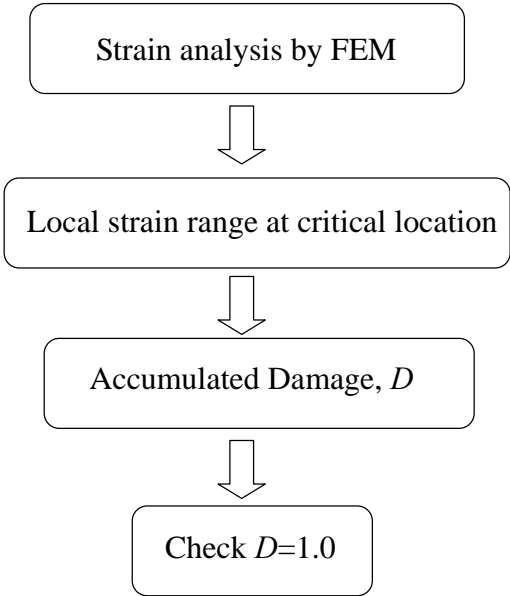 Strain analysis by FEM
Local strain range at critical location
Accumulated Damage, D
Check D=1.0